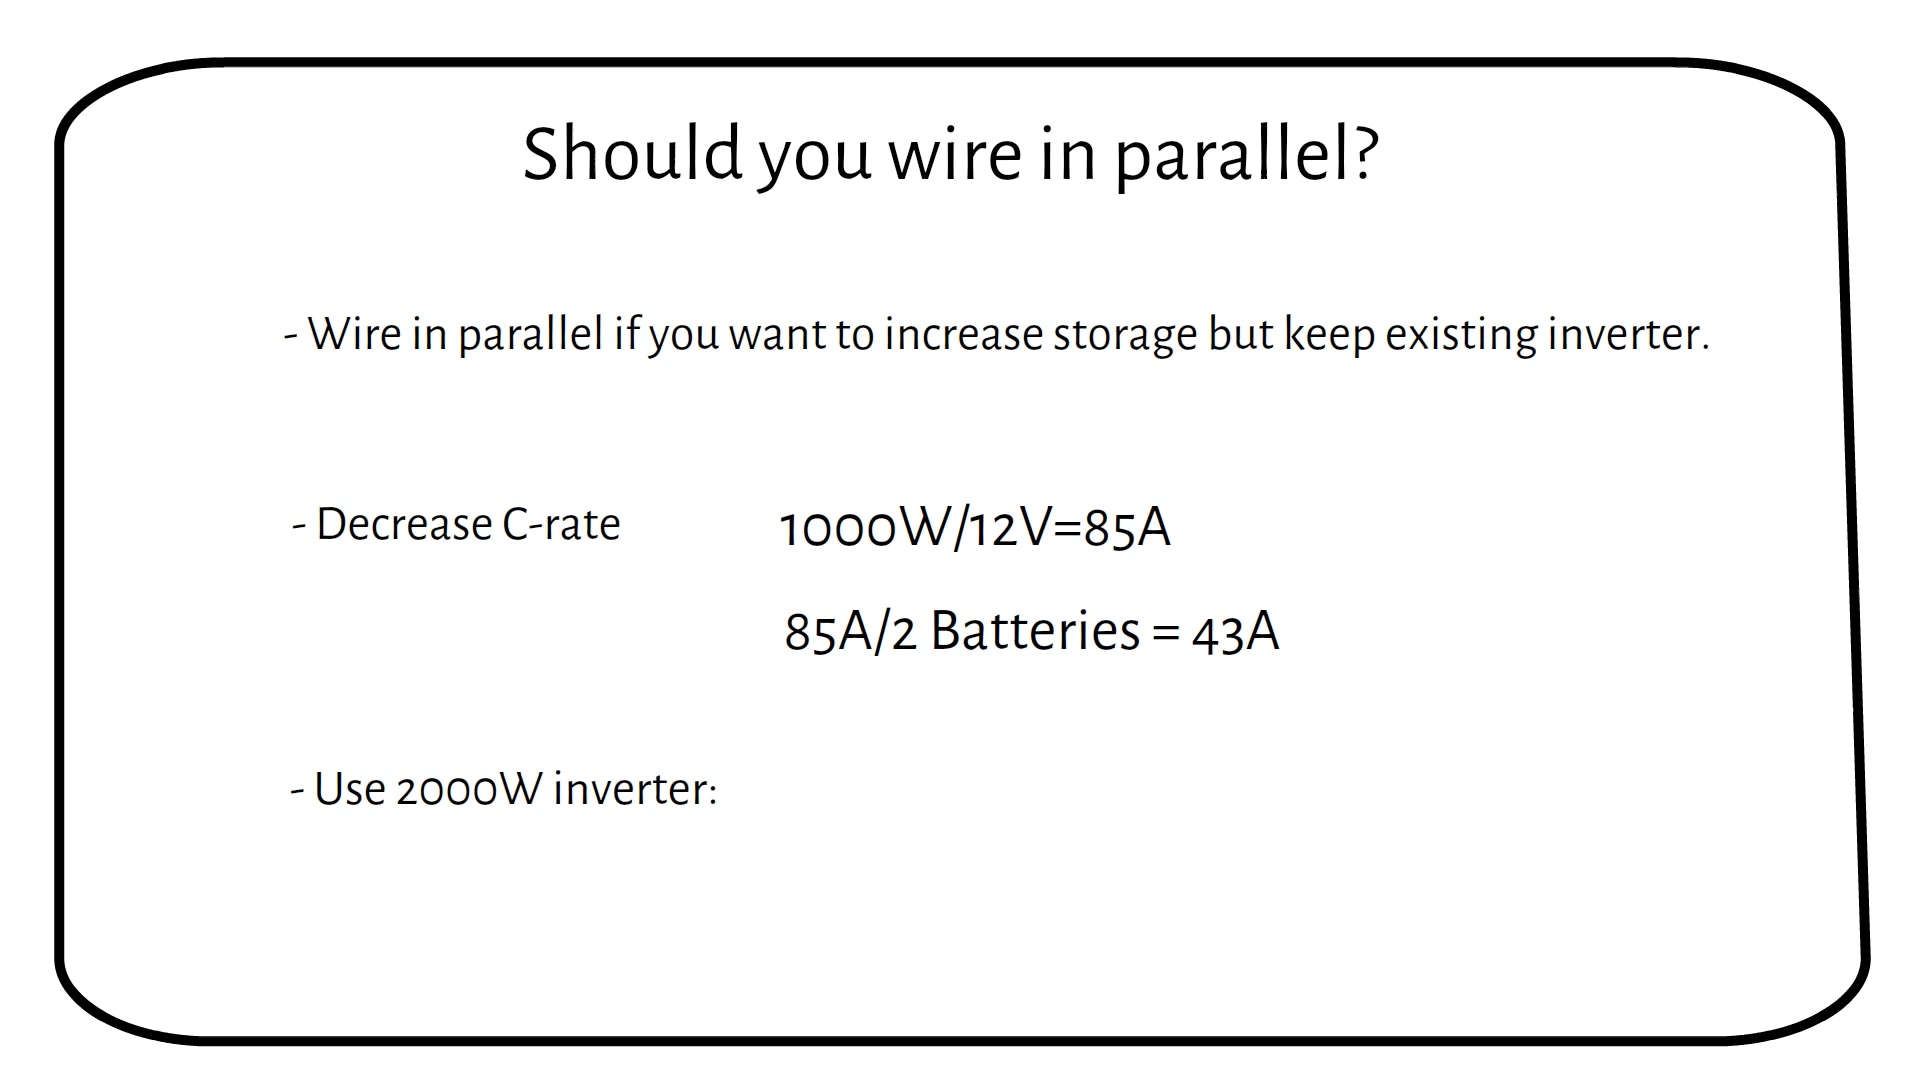 Should you wire in parallel?
- Wire in parallel if you want to increase storage but keep existing inverter.
- Decrease C-rate 1000W/12V=85A
85A/2 Batteries = 43A
- Use 2000W inverter: